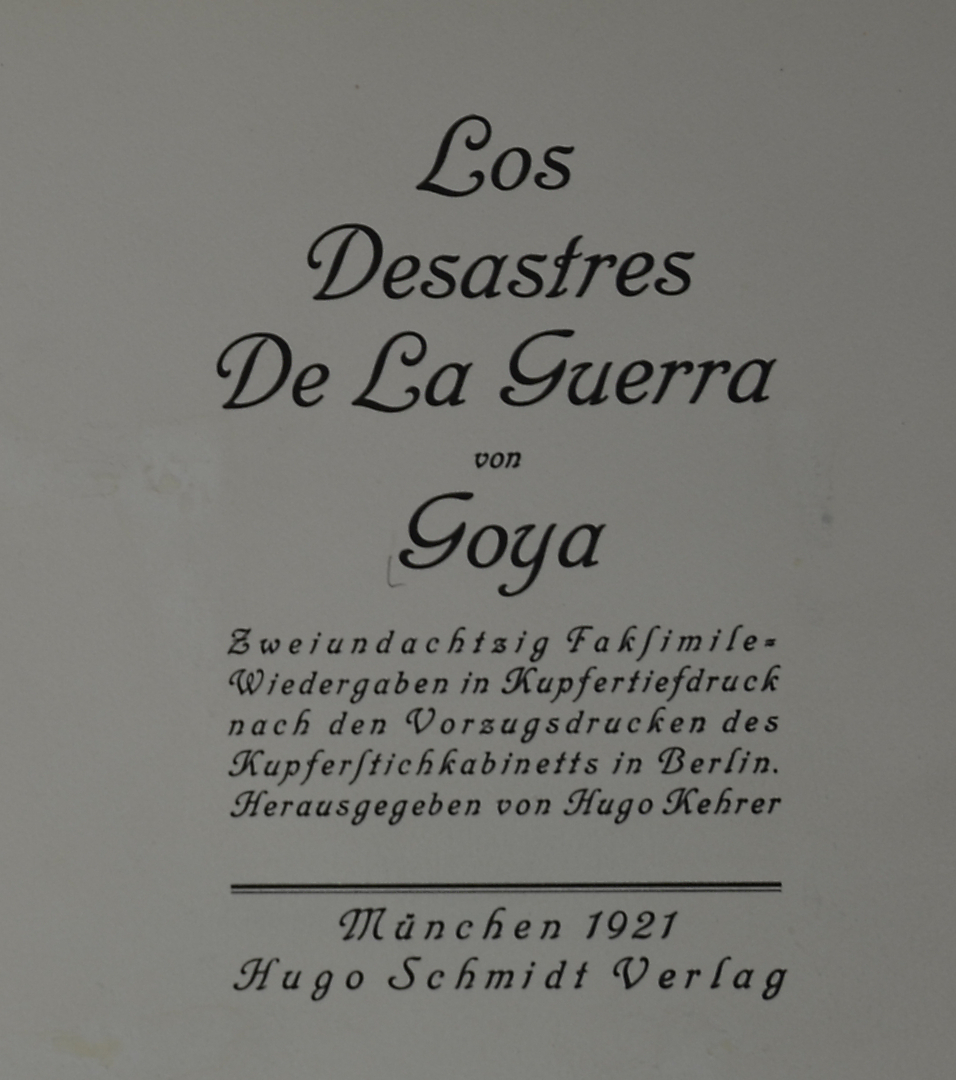 Los
Desastres
De La Guerra
von
Goya
Zweiundachtzig Fakſimile=
Wiedergaben in Kupfertiefdruck
nach den Vorzugsdrucken des
Kupferſtichkabinetts in Berlin.
Herausgegeben von Hugo Kehrer
München 1921
Hugo Schmidt Verlag